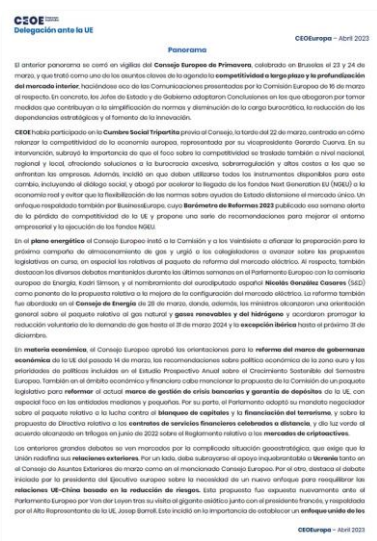 CEOE
Delegación ante la UE
CEOEuropa – Abril 2023
Panorama
El anterior panorama se cerró en vigilias del Consejo Europeo de Primavera, celebrado en Bruselas el 23 y 24 de
marzo, y que trató como uno de los asuntos claves de la agenda la competitividad a largo plazo y la profundización
del mercado interior, haciéndose eco de las Comunicaciones presentadas por la Comisión Europea de 16 de marzo
al respecto. En concreto, los Jefes de Estado y de Gobierno adoptaron Conclusiones en las que abogaron por tomar
medidas que contribuyan a la simplificación de normas y disminución de la carga burocrática, la reducción de las
dependencias estratégicas y el fomento de la innovación.
CEOE había participado en la Cumbre Social Tripartita previa al Consejo, la tarde del 22 de marzo, centrada en cómo
relanzar la competitividad de la economía europea, representada por su vicepresidente Gerardo Cuerva. En su
intervención, subrayó la importancia de que el foco sobre la competitividad se traslade también a nivel nacional,
regional y local, ofreciendo soluciones a la burocracia excesiva, sobrerregulación y altos costes a los que se
enfrentan las empresas. Además, incidió en que deben utilizarse todos los instrumentos disponibles para este
cambio, incluyendo el diálogo social, y abogó por acelerar la llegada de los fondos Next Generation EU (NGEU) a la
economía real y evitar que la flexibilización de las normas sobre ayudas de Estado distorsione el mercado único. Un
enfoque respaldado también por BusinessEurope, cuyo Barómetro de Reformas 2023 publicado esa semana alerta
de la pérdida de competitividad de la UE y propone una serie de recomendaciones para mejorar el entorno
empresarial y la ejecución de los fondos NGEU.
En el plano energético el Consejo Europeo instó a la Comisión y a los Veintisiete a afianzar la preparación para la
próxima campaña de almacenamiento de gas y urgió a los colegisladores a avanzar sobre las propuestas
legislativas en curso, en especial las relativas al paquete de reforma del mercado eléctrico. Al respecto, también
destacan los diversos debates mantenidos durante las últimas semanas en el Parlamento Europeo con la comisaria
europea de Energía, Kadri Simson, y el nombramiento del eurodiputado español Nicolás González Casares (S&D)
como ponente de la propuesta relativa a la mejora de la configuración del mercado eléctrico. La reforma también
fue abordada en el Consejo de Energía de 28 de marzo, donde, además, los ministros alcanzaron una orientación
general sobre el paquete relativo al gas natural y gases renovables y del hidrógeno y acordaron prorrogar la
reducción voluntaria de la demanda de gas hasta el 31 de marzo 2024 y la excepción ibérica hasta el próximo 31 de
diciembre.
En materia económica, el Consejo Europeo aprobó las orientaciones para la reforma del marco de gobernanza
económica de la UE del pasado 14 de marzo, las recomendaciones sobre política económica de la zona euro y las
prioridades de políticas incluidas en el Estudio Prospectivo Anual sobre el Crecimiento Sostenible del Semestre
Europeo. También en el ámbito económico y financiero cabe mencionar la propuesta de la Comisión de un paquete
legislativo para reformar el actual marco de gestión de crisis bancarias y garantía de depósitos de la UE, con
especial foco en las entidades medianas y pequeñas. Por su parte, el Parlamento adoptó su mandato negociador
sobre el paquete relativo a la lucha contra el blanqueo de capitales y la financiación del terrorismo, y sobre la
propuesta de Directiva relativa a los contratos de servicios financieros celebrados a distancia, y dio luz verde al
acuerdo alcanzado en trílogos en junio de 2022 sobre el Reglamento relativo a los mercados de criptoactivos.
Los anteriores grandes debates se ven marcados por la complicada situación geoestratégica, que exige que la
Unión redefina sus relaciones exteriores. Por un lado, debe subrayarse el apoyo inquebrantable a Ucrania tanto
en el Consejo de Asuntos Exteriores de marzo como en el mencionado Consejo Europeo. Por el otro, destaca el debate
iniciado por la presidenta del Ejecutivo europeo sobre la necesidad de un nuevo enfoque para reequilibrar las
relaciones UE-China basado en la reducción de riesgos. Esta propuesta fue expuesta nuevamente ante el
Parlamento Europeo por Von der Leyen tras su visita al gigante asiático junto con el presidente francés, y respaldada
por el Alto Representante de la UE, Josep Borrell. Este incidió en la importancia de establecer un enfoque unido de los
CEOEuropa – Abril 2023